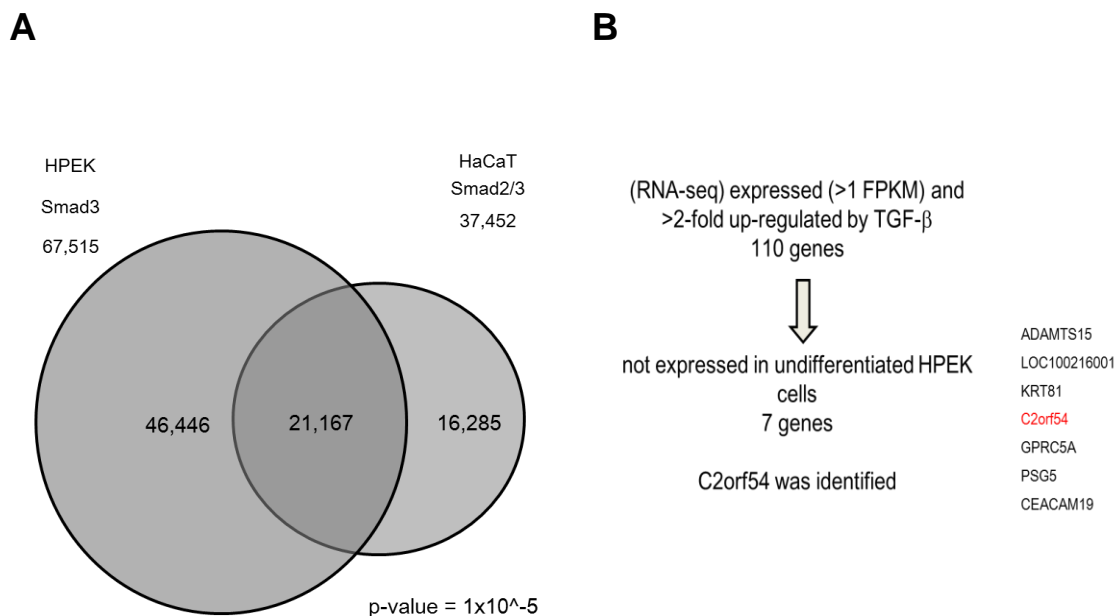 A
HPEK
Smad3
67,515
HaCaT
Smad2/3
37,452
46,446
21,167
16,285
p-value = 1x10^-5
B
(RNA-seq) expressed (>1 FPKM) and
>2-fold up-regulated by TGF-β
110 genes
not expressed in undifferentiated HPEK
cells
7 genes
C2orf54 was identified
ADAMTS15
LOC100216001
KRT81
C2orf54
GPRC5A
PSG5
CEACAM19